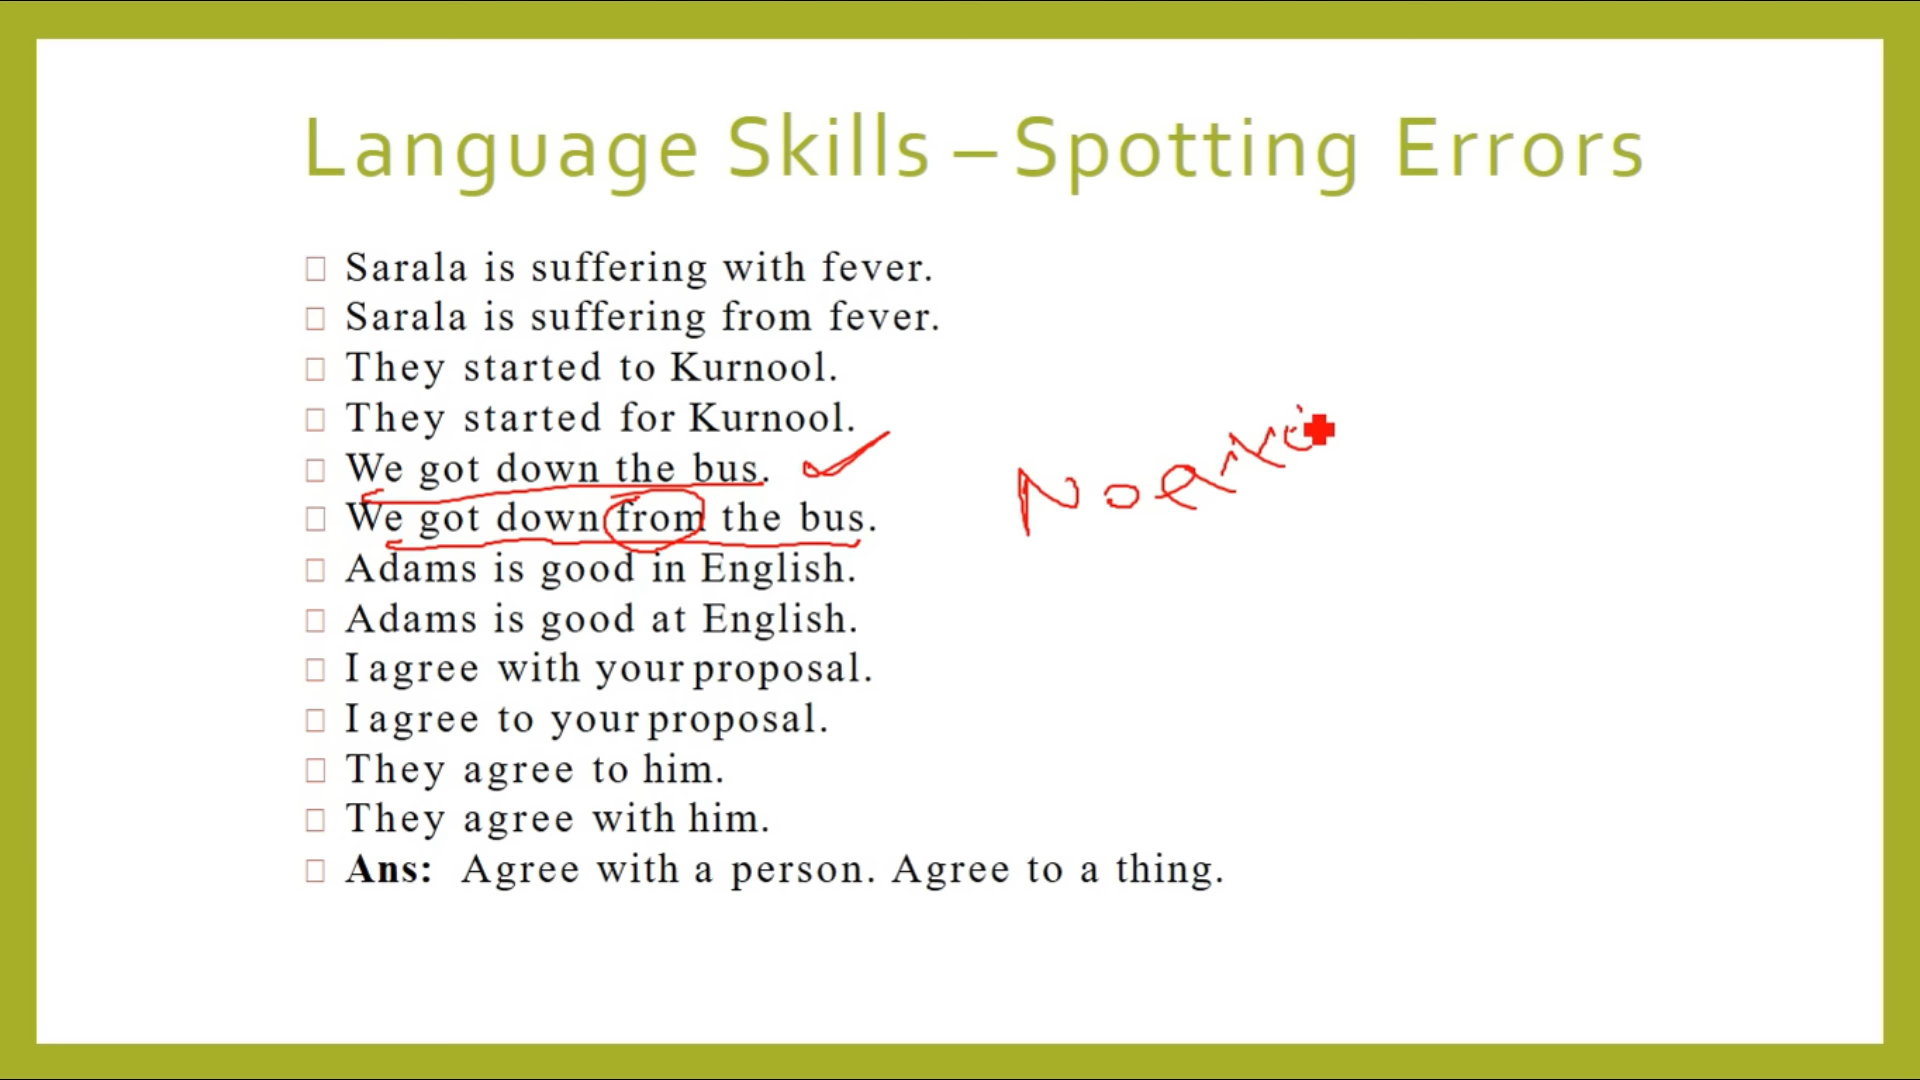 Language Skills – Spotting Errors
Sarala is suffering with fever.
Sarala is suffering from fever.
They started to Kurnool.
They started for Kurnool.
We got down the bus.
We got down from the bus.
Adams is good in English.
Adams is good at English.
I agree with your proposal.
I agree to your proposal.
They agree to him.
They agree with him.
Ans: Agree with a person. Agree to a thing.
No